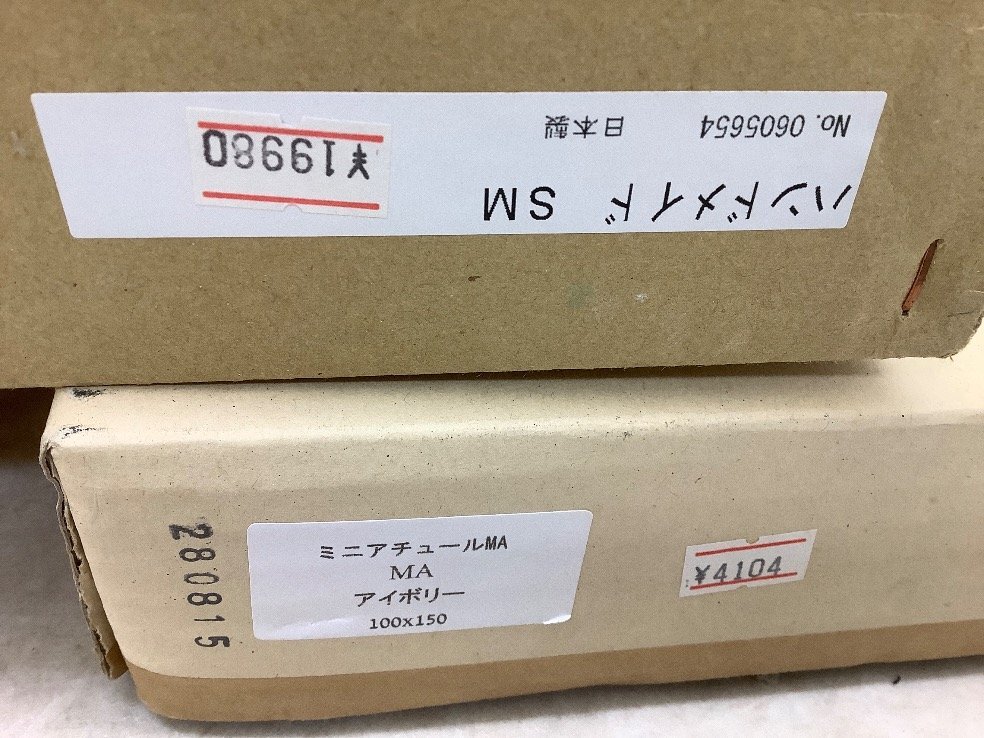 ハンドメイド SM
No. 0605654 日本製
¥19980
280815
ミニアチュールMA
MA
アイボリー
100x150
¥4104